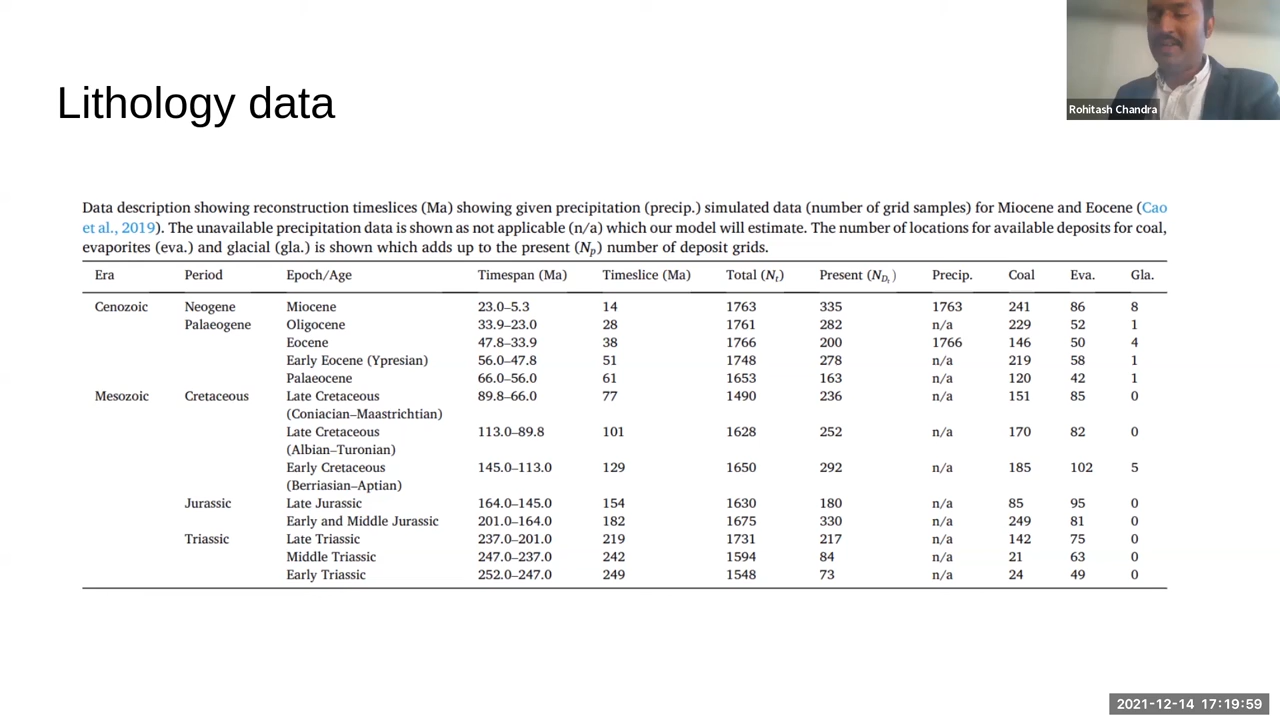 Lithology data
Rohitash Chandra
Data description showing reconstruction timeslices (Ma) showing given precipitation (precip.) simulated data (number of grid samples) for Miocene and Eocene (Cao
et al., 2019). The unavailable precipitation data is shown as not applicable (n/a) which our model will estimate. The number of locations for available deposits for coal,
evaporites (eva.) and glacial (gla.) is shown which adds up to the present (Np) number of deposit grids.
Era Period Epoch/Age Timespan (Ma) Timeslice (Ma) Total (Nt) Present (NDt) Precip. Coal Eva. Gla.
Cenozoic Neogene Miocene 23.0–5.3 14 1763 335 1763 241 86 8
Palaeogene Oligocene 33.9–23.0 28 1761 282 n/a 229 52 1
Eocene 47.8–33.9 38 1766 200 1766 146 50 4
Early Eocene (Ypresian) 56.0–47.8 51 1748 278 n/a 219 58 1
Palaeocene 66.0–56.0 61 1653 163 n/a 120 42 1
Mesozoic Cretaceous Late Cretaceous 89.8–66.0 77 1490 236 n/a 151 85 0
(Coniacian–Maastrichtian)
Late Cretaceous 113.0–89.8 101 1628 252 n/a 170 82 0
(Albian–Turonian)
Early Cretaceous 145.0–113.0 129 1650 292 n/a 185 102 5
(Berriasian–Aptian)
Jurassic Late Jurassic 164.0–145.0 154 1630 180 n/a 85 95 0
Early and Middle Jurassic 201.0–164.0 182 1675 330 n/a 249 81 0
Triassic Late Triassic 237.0–201.0 219 1731 217 n/a 142 75 0
Middle Triassic 247.0–237.0 242 1594 84 n/a 21 63 0
Early Triassic 252.0–247.0 249 1548 73 n/a 24 49 0
2021-12-14 17:19:59